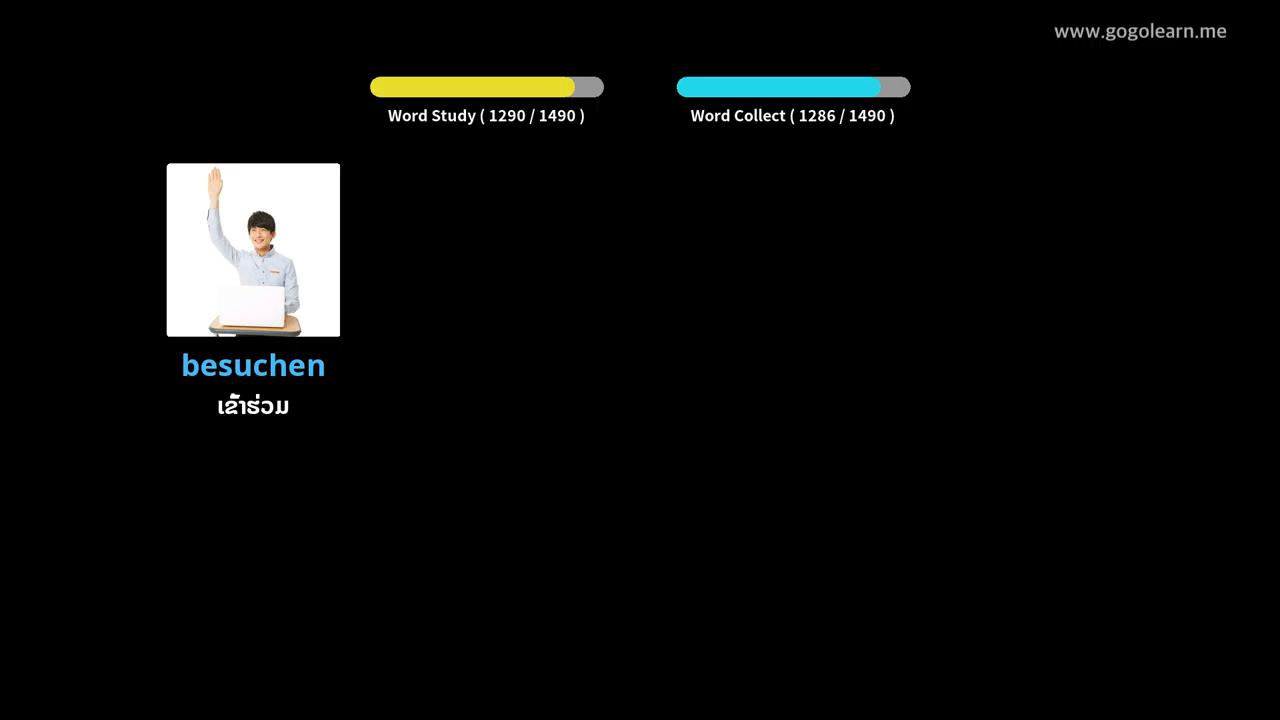 www.gogolearn.me
Word Study ( 1290 / 1490 )
Word Collect ( 1286 / 1490 )
besuchen
ເຂົ້າຮ່ວມ